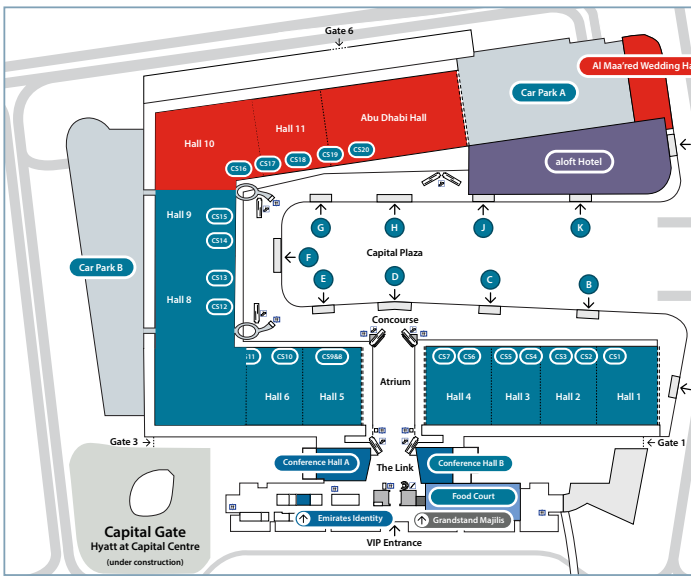 Gate 6
Al Maa'red Wedding Ha
Car Park A
Abu Dhabi Hall
Hall 11
Hall 10
CS20
CS19
CS18
CS17
CS16
aloft Hotel
Hall 9
CS15
CS14
G
H
J
K
Capital Plaza
F
Car Park B
CS13
Hall 8
CS12
E
D
C
B
Concourse
11
CS10
CS9&8
CS7
CS6
CS5
CS4
CS3
CS2
CS1
Atrium
Hall 6
Hall 5
Hall 4
Hall 3
Hall 2
Hall 1
Gate 3
Gate 1
Conference Hall A
The Link
Conference Hall B
Food Court
Emirates Identity
Grandstand Majilis
Capital Gate
Hyatt at Capital Centre
(under construction)
VIP Entrance